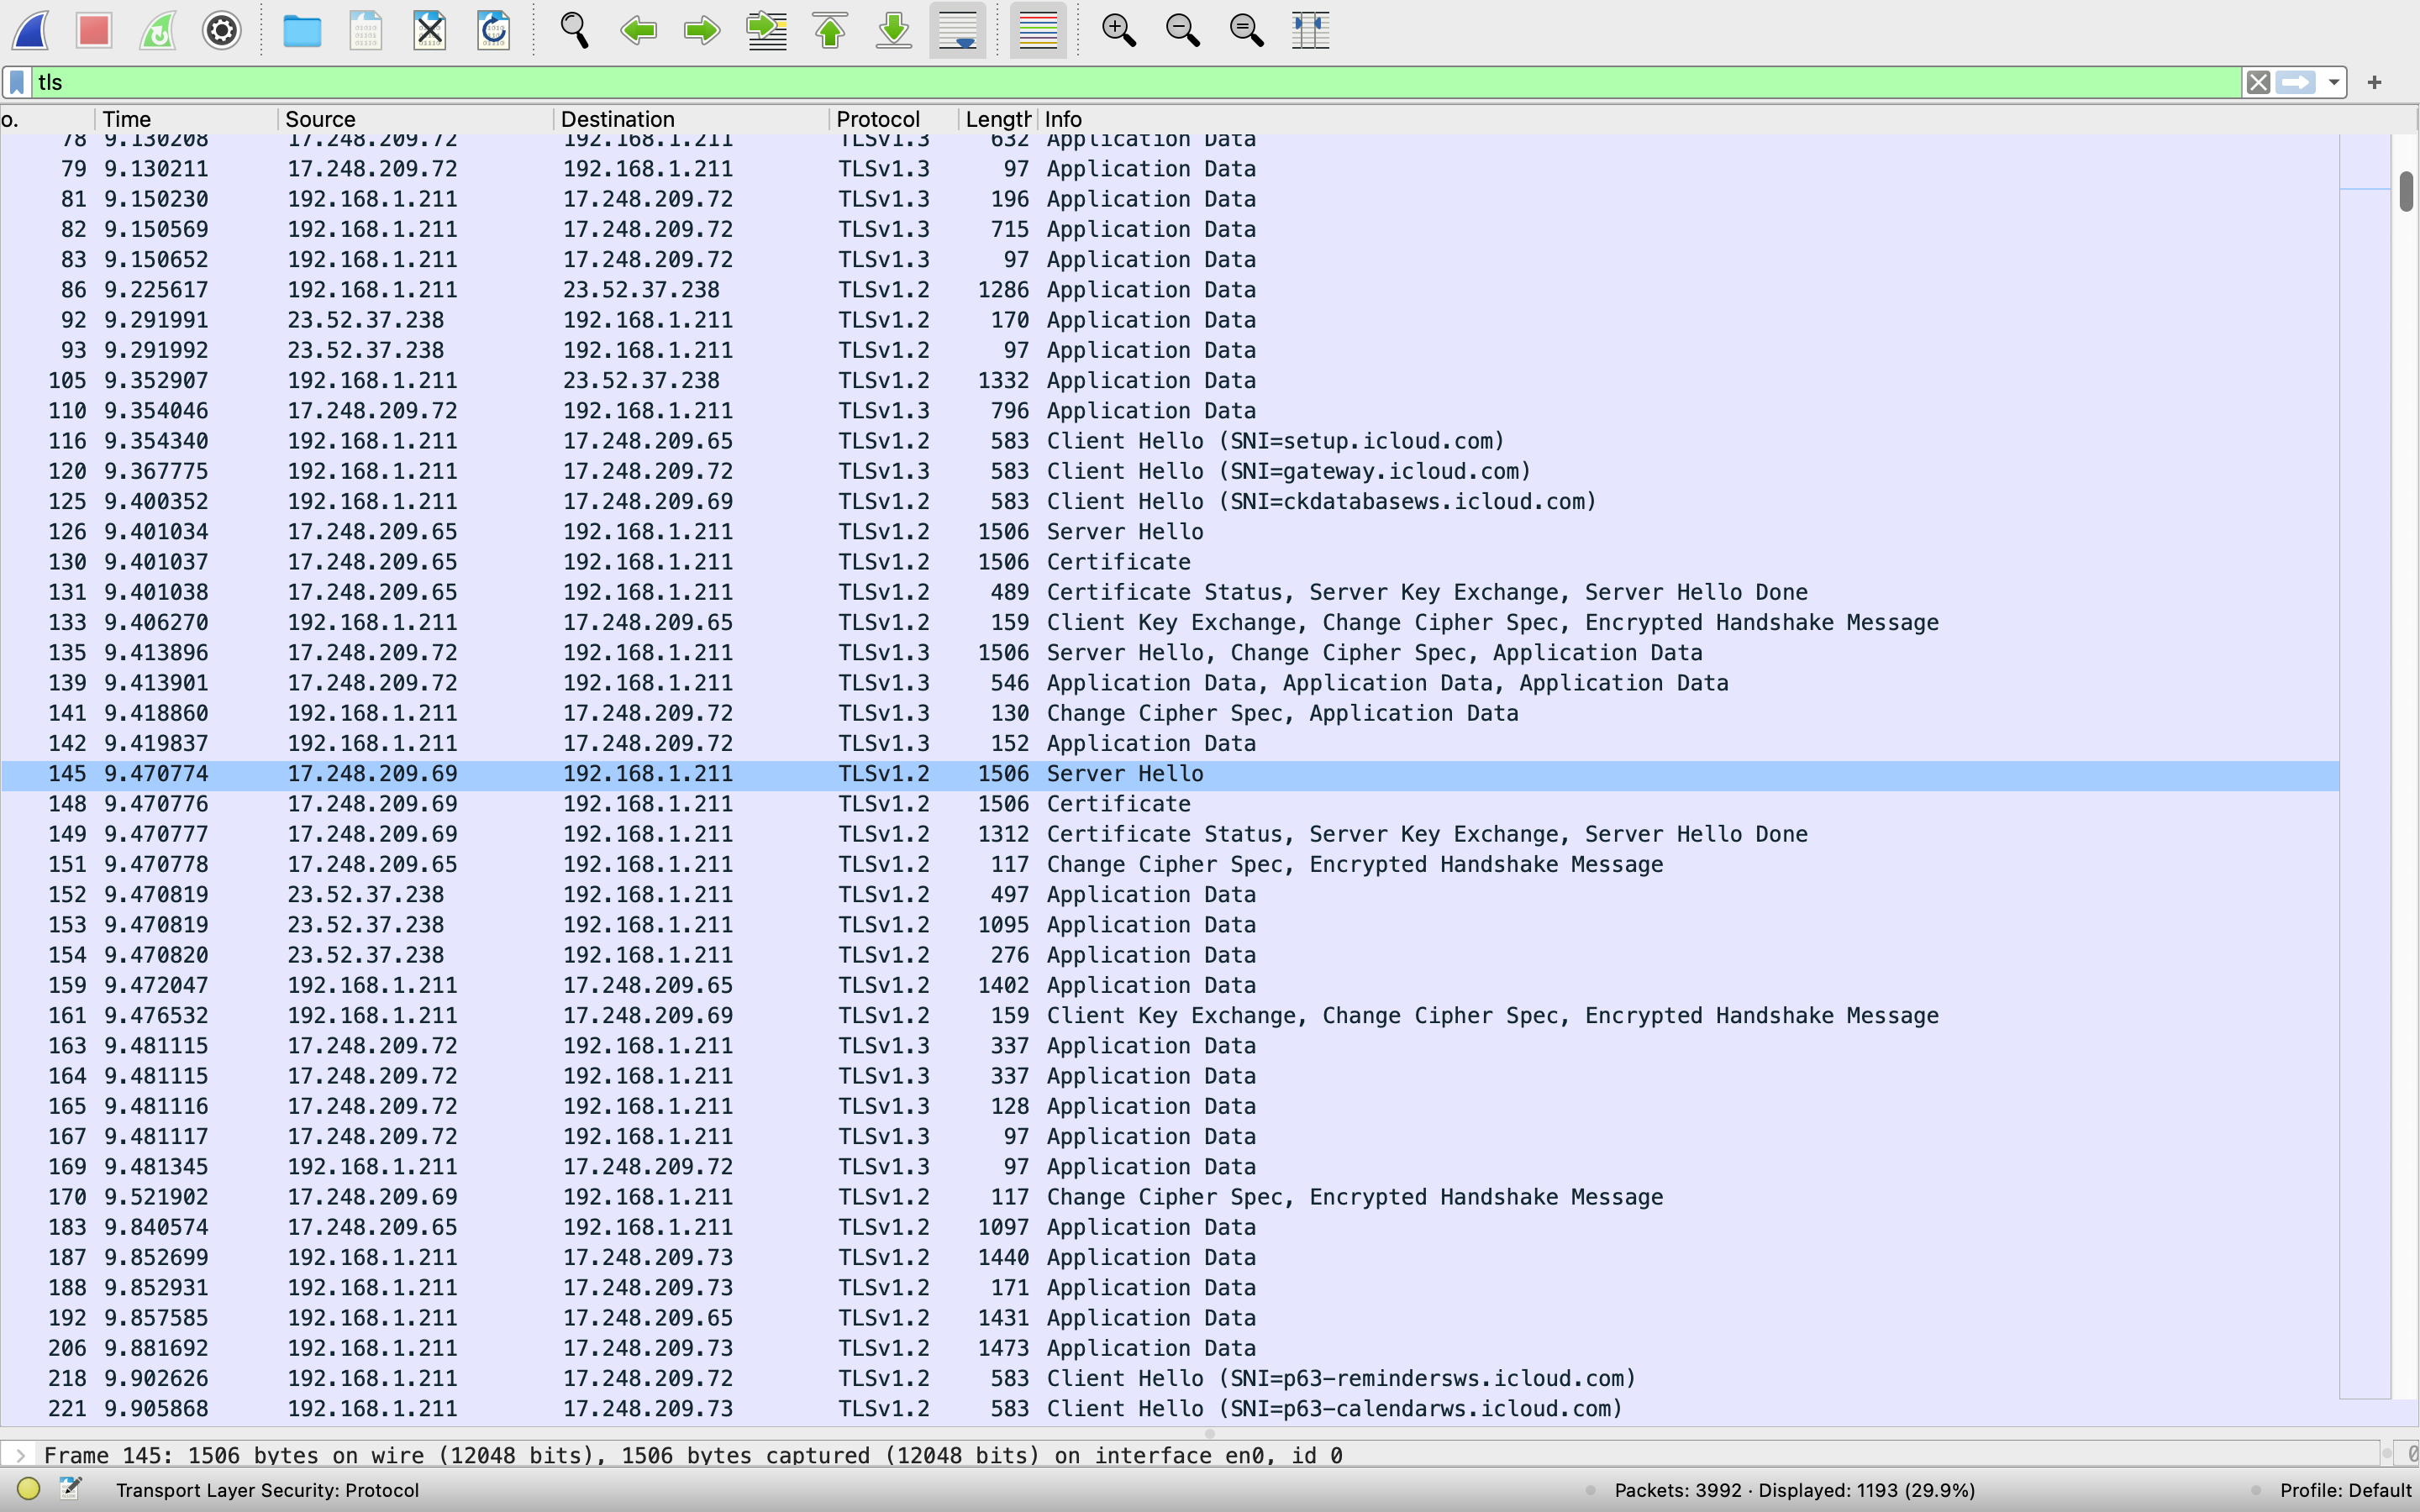 tls
o. Time Source Destination Protocol Length Info
78 9.130208 17.248.209.72 192.168.1.211 TLSv1.3 632 Application Data
79 9.130211 17.248.209.72 192.168.1.211 TLSv1.3 97 Application Data
81 9.150230 192.168.1.211 17.248.209.72 TLSv1.3 196 Application Data
82 9.150569 192.168.1.211 17.248.209.72 TLSv1.3 715 Application Data
83 9.150652 192.168.1.211 17.248.209.72 TLSv1.3 97 Application Data
86 9.225617 192.168.1.211 23.52.37.238 TLSv1.2 1286 Application Data
92 9.291991 23.52.37.238 192.168.1.211 TLSv1.2 170 Application Data
93 9.291992 23.52.37.238 192.168.1.211 TLSv1.2 97 Application Data
105 9.352907 192.168.1.211 23.52.37.238 TLSv1.2 1332 Application Data
110 9.354046 17.248.209.72 192.168.1.211 TLSv1.3 796 Application Data
116 9.354340 192.168.1.211 17.248.209.65 TLSv1.2 583 Client Hello (SNI=setup.icloud.com)
120 9.367775 192.168.1.211 17.248.209.72 TLSv1.3 583 Client Hello (SNI=gateway.icloud.com)
125 9.400352 192.168.1.211 17.248.209.69 TLSv1.2 583 Client Hello (SNI=ckdatabasews.icloud.com)
126 9.401034 17.248.209.65 192.168.1.211 TLSv1.2 1506 Server Hello
130 9.401037 17.248.209.65 192.168.1.211 TLSv1.2 1506 Certificate
131 9.401038 17.248.209.65 192.168.1.211 TLSv1.2 489 Certificate Status, Server Key Exchange, Server Hello Done
133 9.406270 192.168.1.211 17.248.209.65 TLSv1.2 159 Client Key Exchange, Change Cipher Spec, Encrypted Handshake Message
135 9.413896 17.248.209.72 192.168.1.211 TLSv1.3 1506 Server Hello, Change Cipher Spec, Application Data
139 9.413901 17.248.209.72 192.168.1.211 TLSv1.3 546 Application Data, Application Data, Application Data
141 9.418860 192.168.1.211 17.248.209.72 TLSv1.3 130 Change Cipher Spec, Application Data
142 9.419837 192.168.1.211 17.248.209.72 TLSv1.3 152 Application Data
145 9.470774 17.248.209.69 192.168.1.211 TLSv1.2 1506 Server Hello
148 9.470776 17.248.209.69 192.168.1.211 TLSv1.2 1506 Certificate
149 9.470777 17.248.209.69 192.168.1.211 TLSv1.2 1312 Certificate Status, Server Key Exchange, Server Hello Done
151 9.470778 17.248.209.65 192.168.1.211 TLSv1.2 117 Change Cipher Spec, Encrypted Handshake Message
152 9.470819 23.52.37.238 192.168.1.211 TLSv1.2 497 Application Data
153 9.470819 23.52.37.238 192.168.1.211 TLSv1.2 1095 Application Data
154 9.470820 23.52.37.238 192.168.1.211 TLSv1.2 276 Application Data
159 9.472047 192.168.1.211 17.248.209.65 TLSv1.2 1402 Application Data
161 9.476532 192.168.1.211 17.248.209.69 TLSv1.2 159 Client Key Exchange, Change Cipher Spec, Encrypted Handshake Message
163 9.481115 17.248.209.72 192.168.1.211 TLSv1.3 337 Application Data
164 9.481115 17.248.209.72 192.168.1.211 TLSv1.3 337 Application Data
165 9.481116 17.248.209.72 192.168.1.211 TLSv1.3 128 Application Data
167 9.481117 17.248.209.72 192.168.1.211 TLSv1.3 97 Application Data
169 9.481345 192.168.1.211 17.248.209.72 TLSv1.3 97 Application Data
170 9.521902 17.248.209.69 192.168.1.211 TLSv1.2 117 Change Cipher Spec, Encrypted Handshake Message
183 9.840574 17.248.209.65 192.168.1.211 TLSv1.2 1097 Application Data
187 9.852699 192.168.1.211 17.248.209.73 TLSv1.2 1440 Application Data
188 9.852931 192.168.1.211 17.248.209.73 TLSv1.2 171 Application Data
192 9.857585 192.168.1.211 17.248.209.65 TLSv1.2 1431 Application Data
206 9.881692 192.168.1.211 17.248.209.73 TLSv1.2 1473 Application Data
218 9.902626 192.168.1.211 17.248.209.72 TLSv1.2 583 Client Hello (SNI=p63-remindersws.icloud.com)
221 9.905868 192.168.1.211 17.248.209.73 TLSv1.2 583 Client Hello (SNI=p63-calendarws.icloud.com)
Frame 145: 1506 bytes on wire (12048 bits), 1506 bytes captured (12048 bits) on interface en0, id 0
Transport Layer Security: Protocol Packets: 3992 · Displayed: 1193 (29.9%) Profile: Default